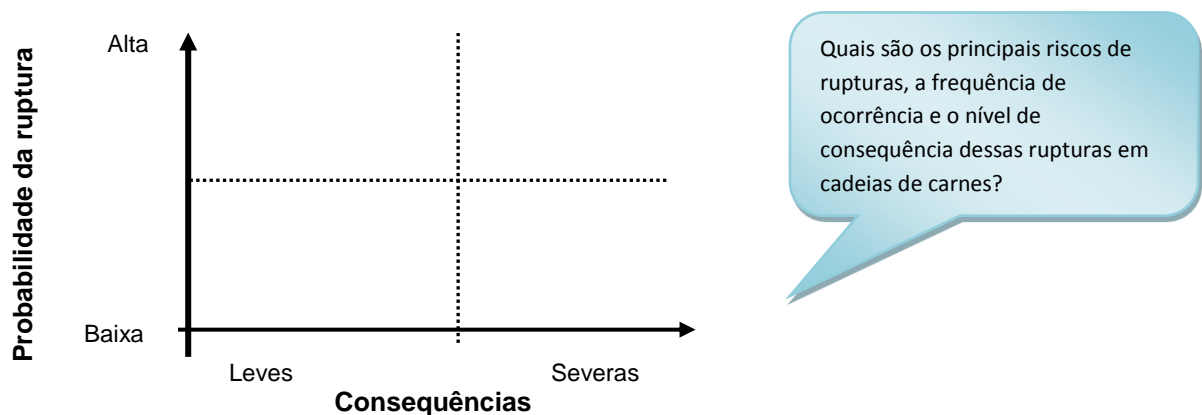 Probabilidade da ruptura
Alta
Baixa
Leves
Severas
Consequências
Quais são os principais riscos de
rupturas, a frequência de
ocorrência e o nível de
consequência dessas rupturas em
cadeias de carnes?